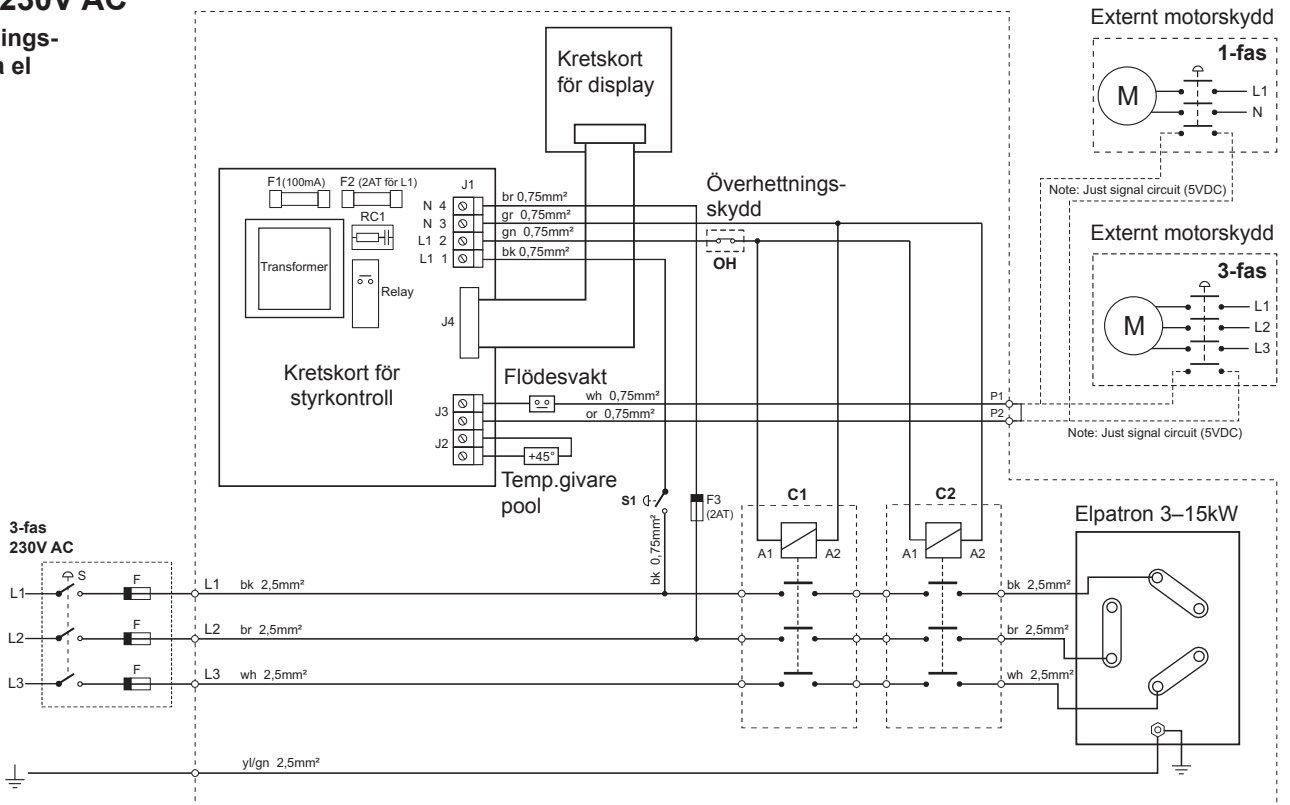 230V AC
ings-
el
Kretskort
för display
Externt motorskydd
1-fas
M
L1
N
Note: Just signal circuit (5VDC)
F1(100mA)
F2 (2AT för L1)
J1
RC1
N 4
N 3
L1 2
L1 1
br 0,75mm²
gr 0,75mm²
gn 0,75mm²
bk 0,75mm²
Transformer
Relay
J4
Överhettnings-
skydd
OH
Externt motorskydd
3-fas
M
L1
L2
L3
Note: Just signal circuit (5VDC)
Kretskort för
styrkontroll
Flödesvakt
J3
J2
wh 0,75mm²
or 0,75mm²
P1
P2
+45°
Temp.givare
pool
S1
F3
(2AT)
bk 0,75mm²
C1
C2
A1
A2
A1
A2
Elpatron 3–15kW
3-fas
230V AC
S
F
L1
L1 bk 2,5mm²
bk 2,5mm²
F
L2
L2 br 2,5mm²
br 2,5mm²
F
L3
L3 wh 2,5mm²
wh 2,5mm²
yl/gn 2,5mm²